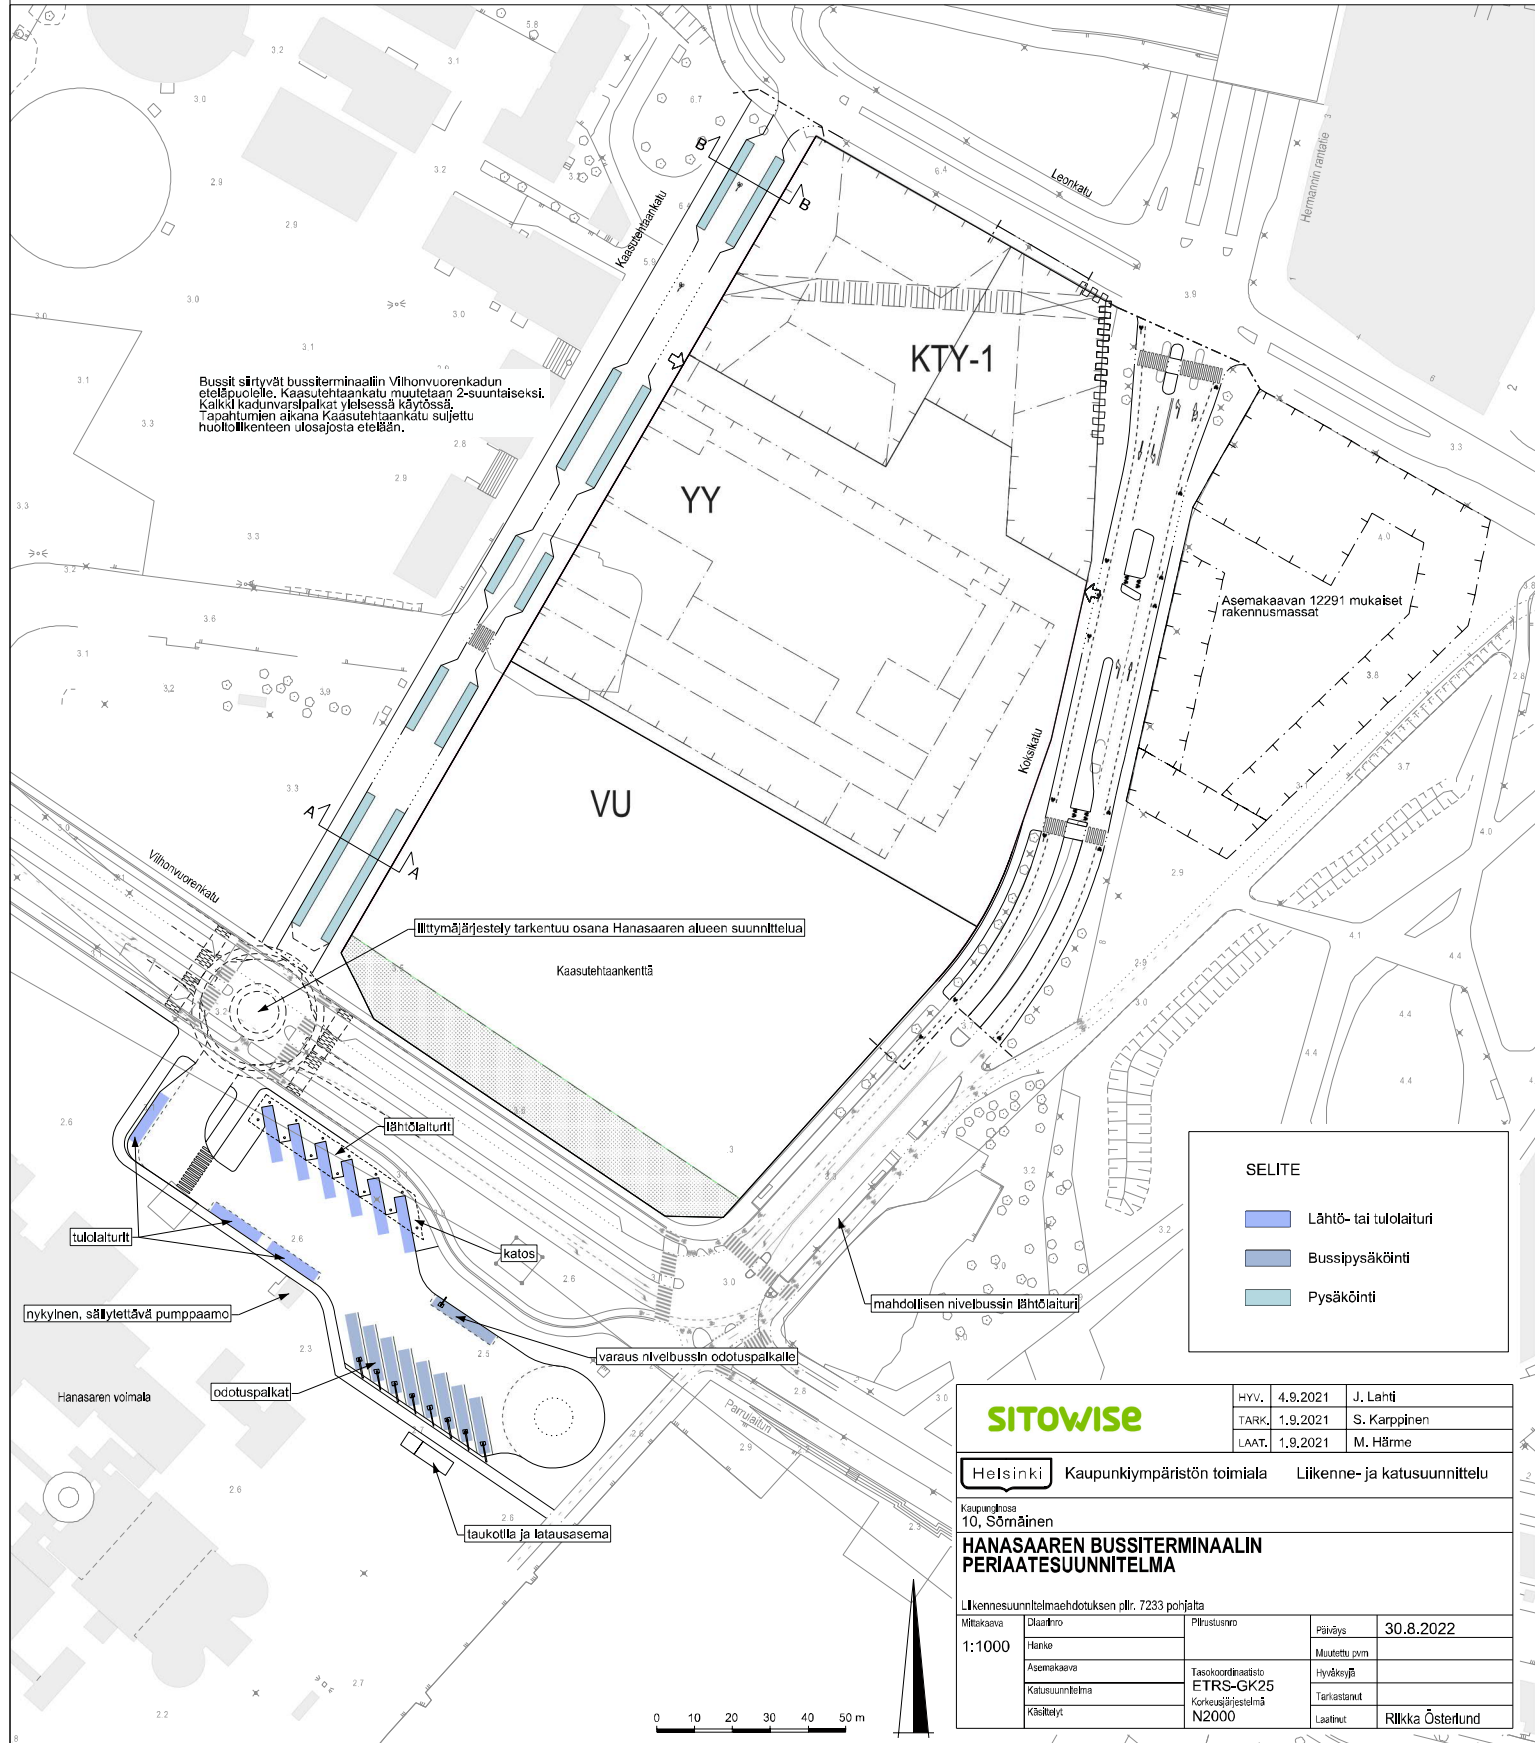 Leonkatu
Hermannin rantatie
Kaasutehtaankatu
KTY-1
Bussit siirtyvät bussiterminaaliin Vilhonvuorenkadun
eteläpuolelle. Kaasutehtaankatu muutetaan 2-suuntaiseksi.
Kaikki kadunvarsipaikat yleisessä käytössä.
Tapahtumien aikana Kaasutehtaankatu suljettu
huoltoliikenteen ulosajosta etelään.
B
B
YY
Asemakaavan 12291 mukaiset
rakennusmassat
Koksikatu
VU
A
A
Vilhonvuorenkatu
liittymäjärjestely tarkentuu osana Hanasaaren alueen suunnittelua
Kaasutehtaankenttä
lähtölaiturit
tulolaiturit
katos
nykyinen, säilytettävä pumppaamo
mahdollisen nivelbussin lähtölaituri
varaus nivelbussin odotuspaikalle
odotuspaikat
Hanasaren voimala
Parrulaituri
taukotila ja latausasema
SELITE
Lähtö- tai tulolaituri
Bussipysäköinti
Pysäköinti
SITOWISE
HYV. 4.9.2021 J. Lahti
TARK. 1.9.2021 S. Karppinen
LAAT. 1.9.2021 M. Härme
Helsinki Kaupunkiympäristön toimiala Liikenne- ja katusuunnittelu
Kaupunginosa
10, Sörnäinen
HANASAAREN BUSSITERMINAALIN
PERIAATESUUNNITELMA
Liikennesuunnitelmaehdotuksen piir. 7233 pohjalta
Mittakaava
1:1000
Diaarinro
Hanke
Asemakaava
Katusuunnitelma
Käsittelyt
Piirustusnro
Tasokoordinaatisto
ETRS-GK25
Korkeusjärjestelmä
N2000
Päiväys 30.8.2022
Muutettu pvm
Hyväksyjä
Tarkastanut
Laatinut Riikka Österlund
0 10 20 30 40 50 m